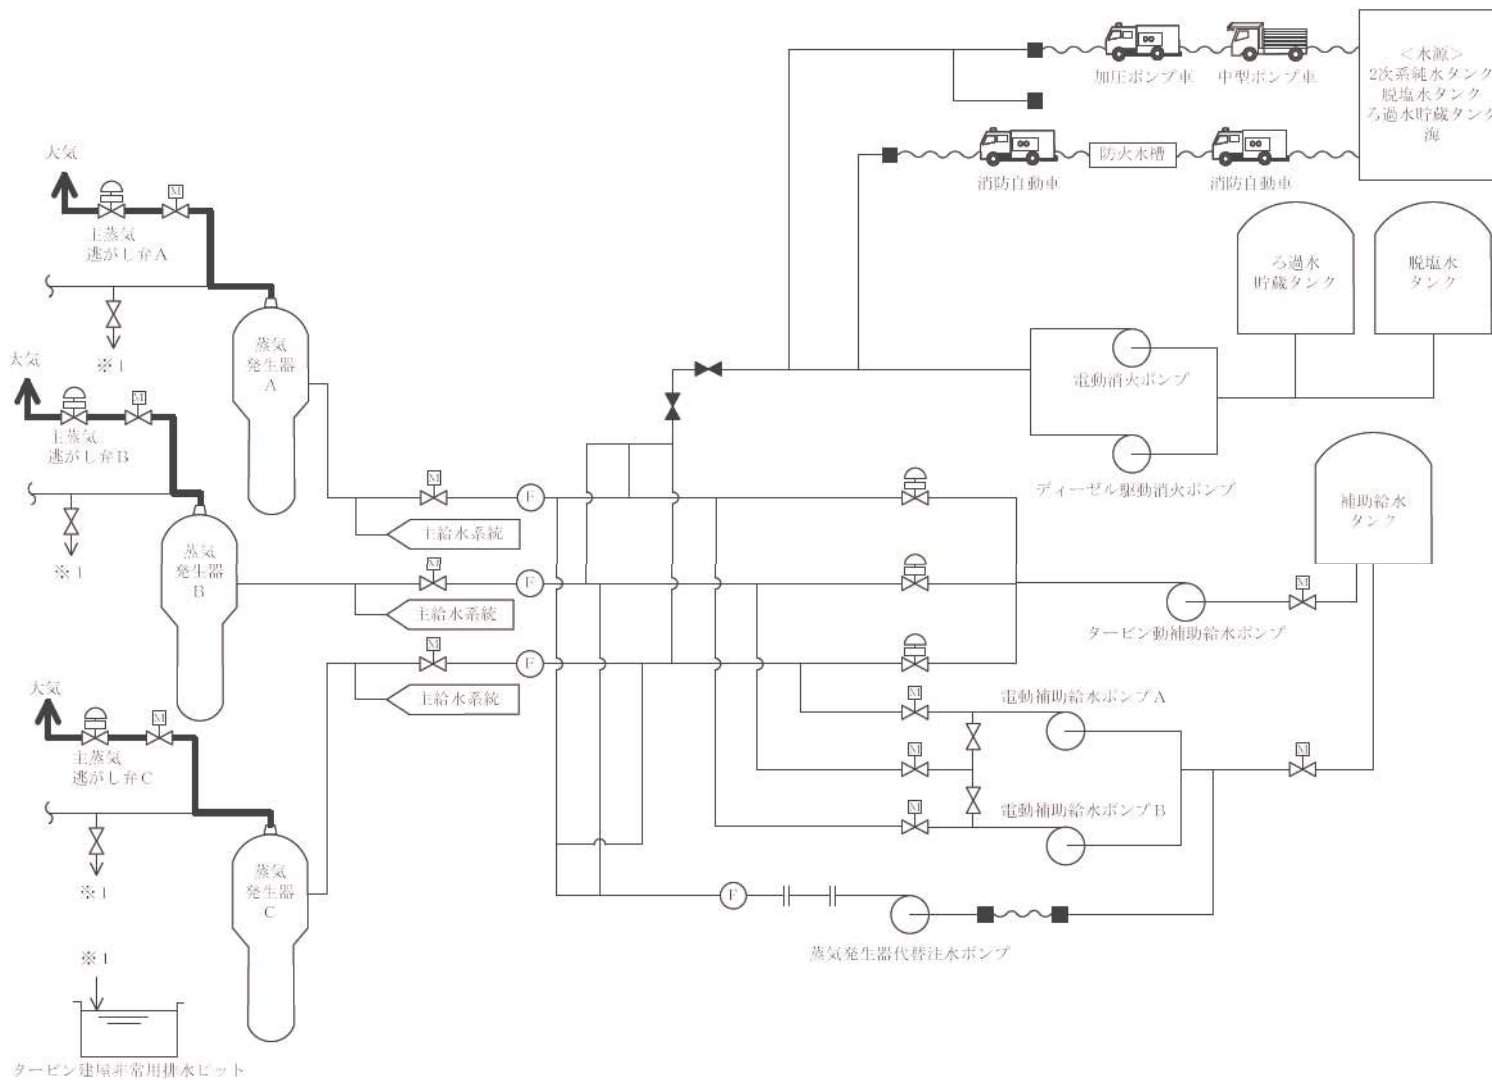 加圧ポンプ車
中型ポンプ車
<水源>
2次系純水タンク
脱塩水タンク
ろ過水貯蔵タンク
海
消防自動車
防火水槽
消防自動車
大気
M
主蒸気
逃がし弁A
※1
蒸気
発生器
A
ろ過水
貯蔵タンク
脱塩水
タンク
電動消火ポンプ
ディーゼル駆動消火ポンプ
大気
M
主蒸気
逃がし弁B
※1
蒸気
発生器
B
M
F
主給水系統
M
F
主給水系統
M
F
主給水系統
補助給水
タンク
M
タービン動補助給水ポンプ
大気
M
主蒸気
逃がし弁C
※1
蒸気
発生器
C
M
電動補助給水ポンプA
M
M
電動補助給水ポンプB
M
F
蒸気発生器代替注水ポンプ
※1
タービン建屋非常用排水ピット